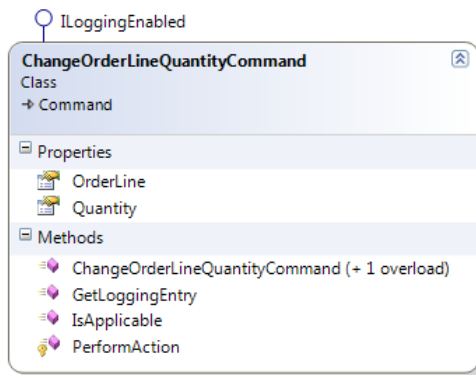 ILoggingEnabled
ChangeOrderLineQuantityCommand
Class
Command
Properties
OrderLine
Quantity
Methods
ChangeOrderLineQuantityCommand (+ 1 overload)
GetLoggingEntry
IsApplicable
PerformAction